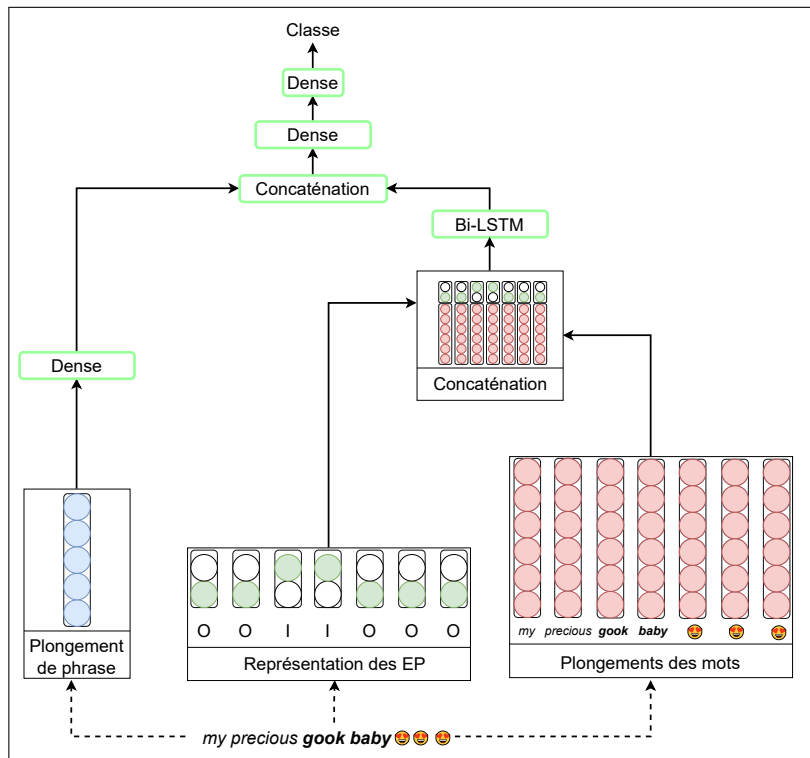 Classe
Dense
Dense
Concaténation
Bi-LSTM
Dense
Concaténation
Plongement
de phrase
O O I I O O O
Représentation des EP
my precious gook baby 😍 😍 😍
Plongements des mots
my precious gook baby 😍😍 😍